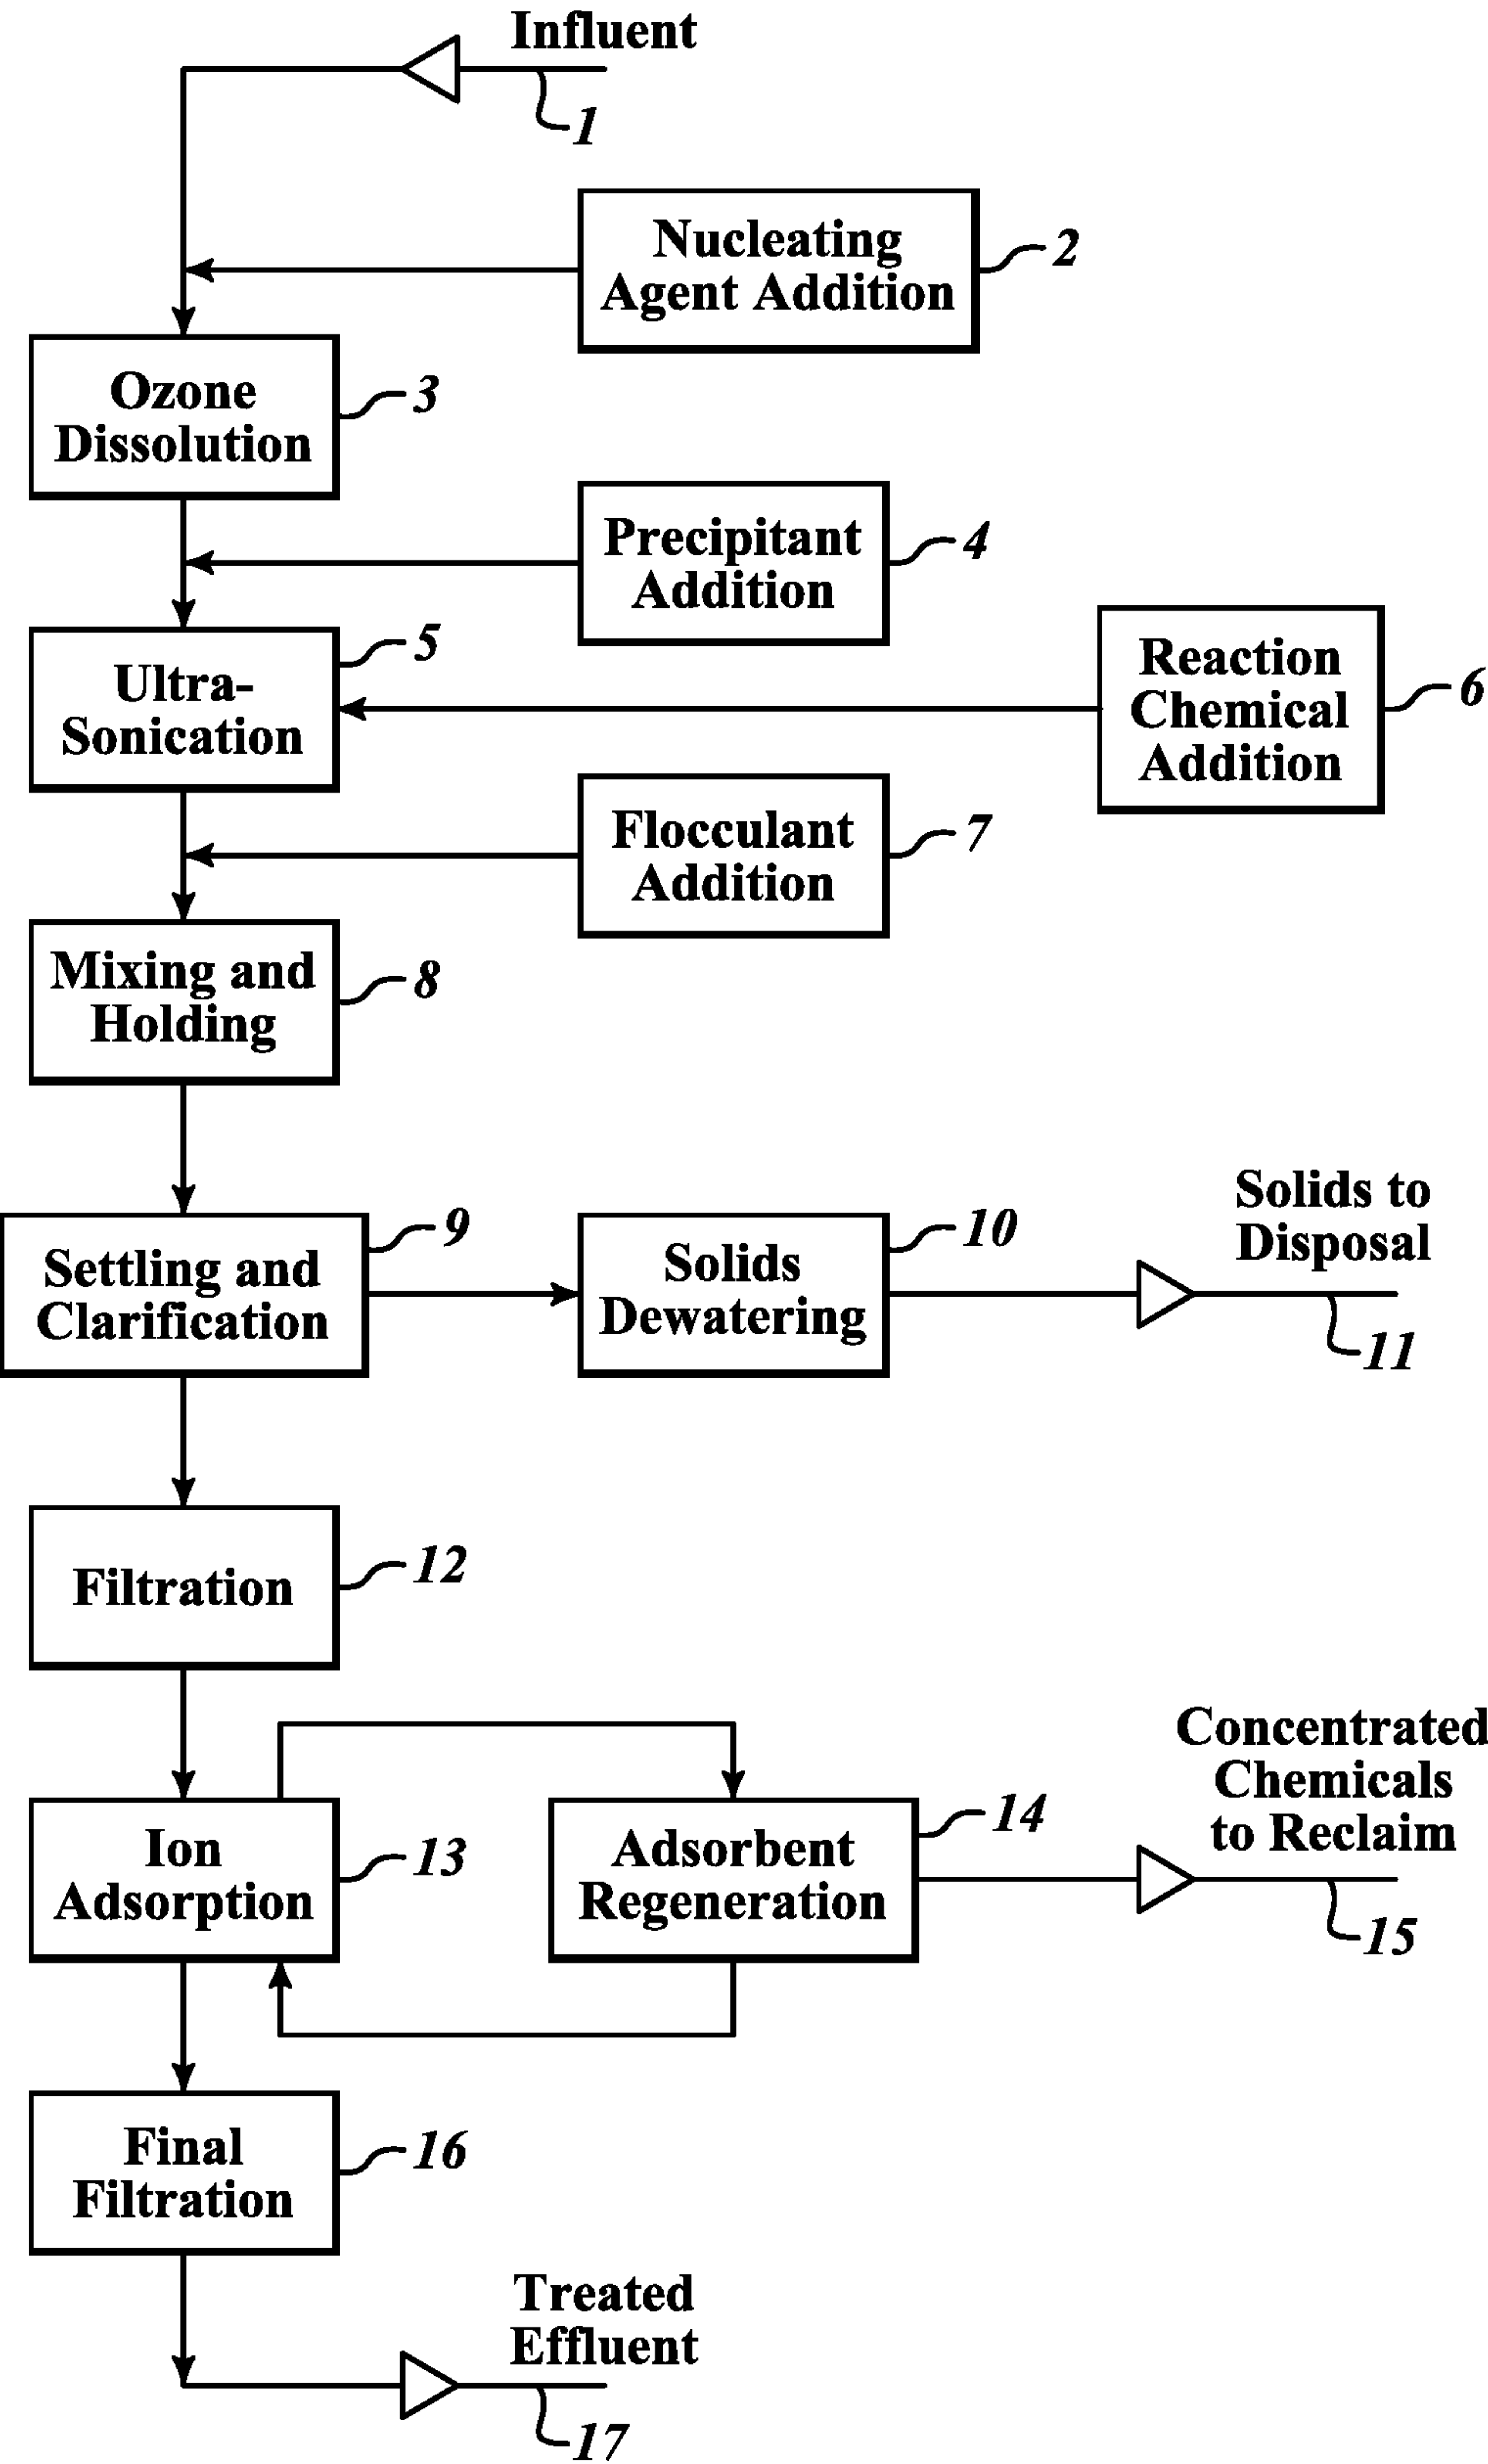 Influent
1
Nucleating
Agent Addition
2
Ozone
Dissolution
3
Precipitant
Addition
4
Ultra-
Sonication
5
Reaction
Chemical
Addition
6
Flocculant
Addition
7
Mixing and
Holding
8
Settling and
Clarification
9
Solids
Dewatering
10
Solids to
Disposal
11
Filtration
12
Ion
Adsorption
13
Adsorbent
Regeneration
14
Concentrated
Chemicals
to Reclaim
15
Final
Filtration
16
Treated
Effluent
17